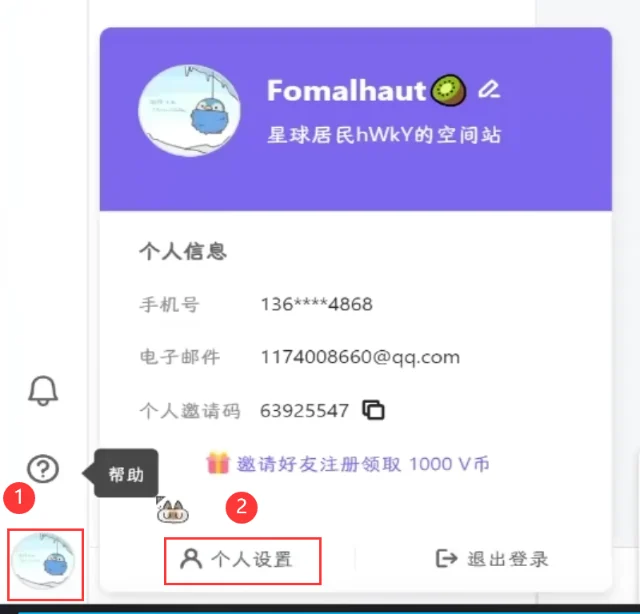 Fomalhaut
星球居民hWkY的空间站
个人信息
手机号 136****4868
电子邮件 1174008660@qq.com
个人邀请码 63925547
邀请好友注册领取 1000 V币
帮助
1
2
个人设置 退出登录